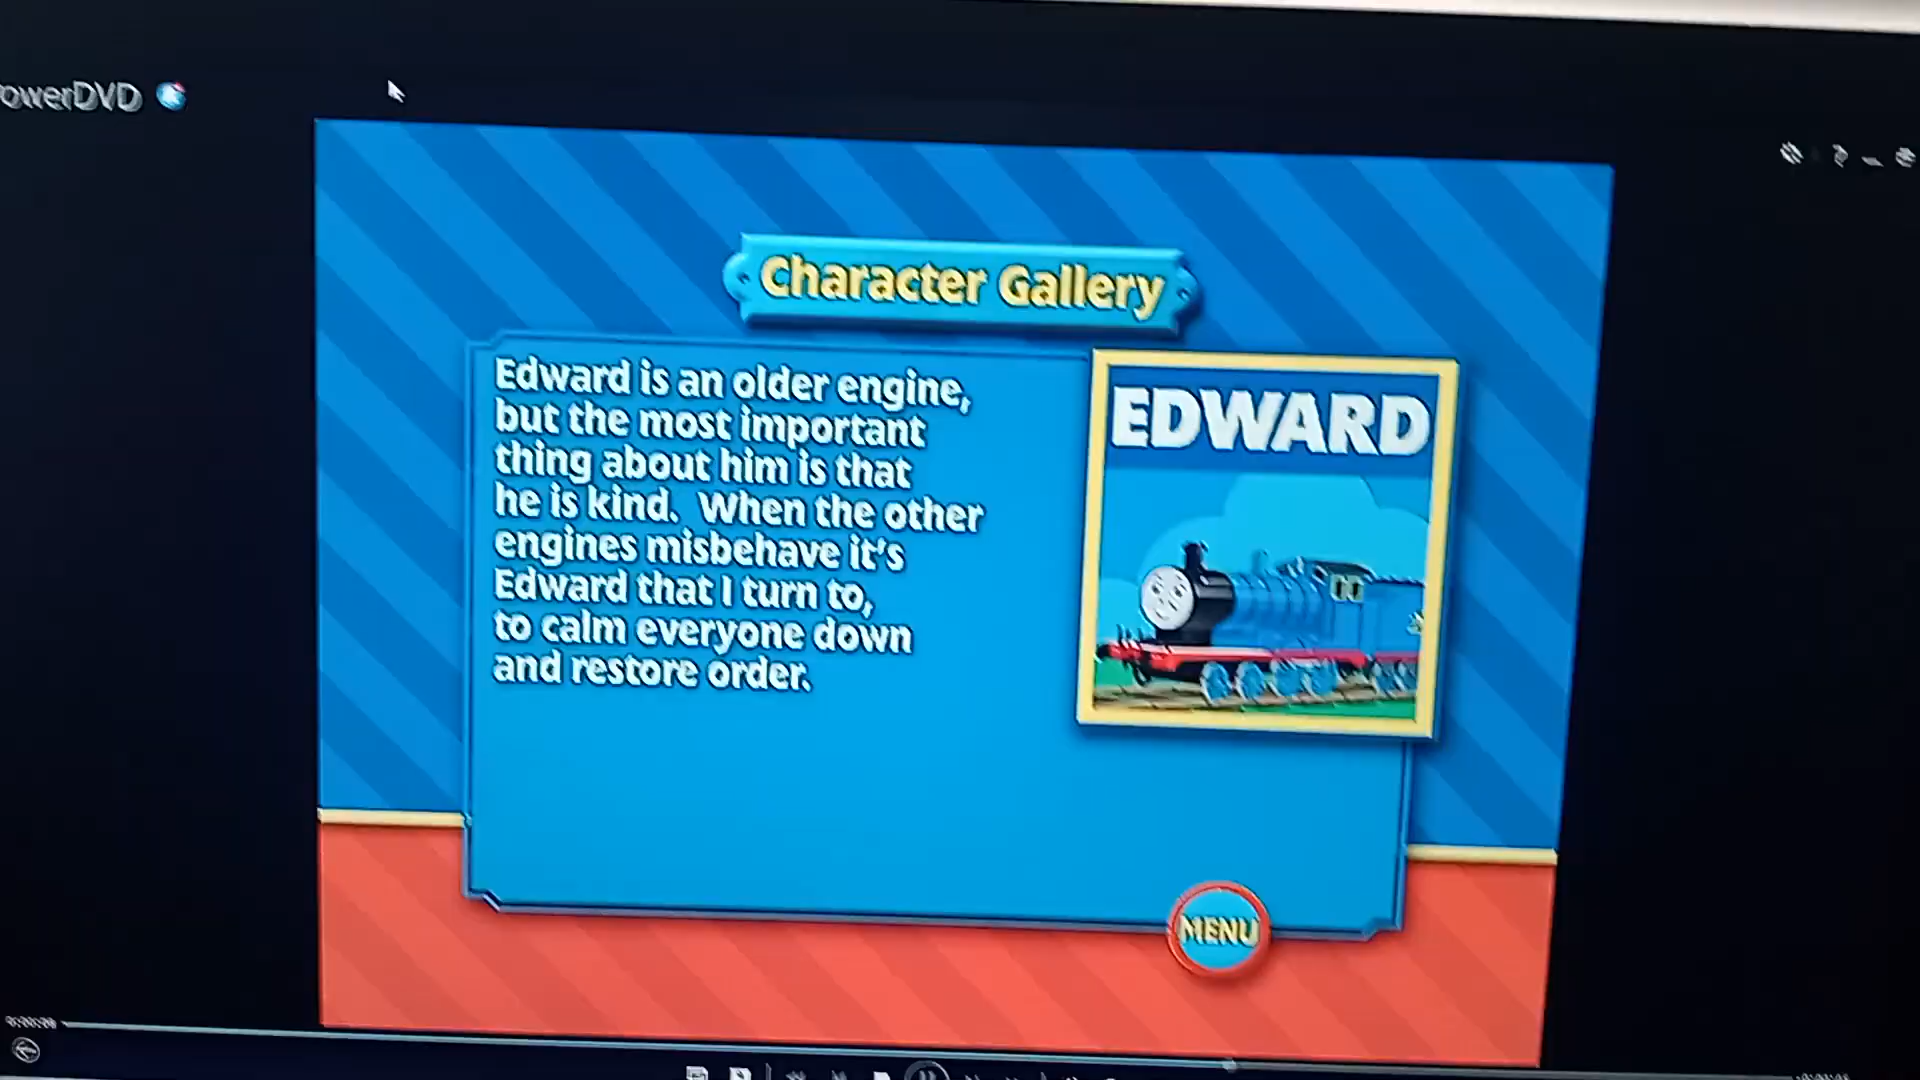 owerDVD
Character Gallery
Edward is an older engine,
but the most important
thing about him is that
he is kind. When the other
engines misbehave it's
Edward that I turn to,
to calm everyone down
and restore order.
EDWARD
MENU